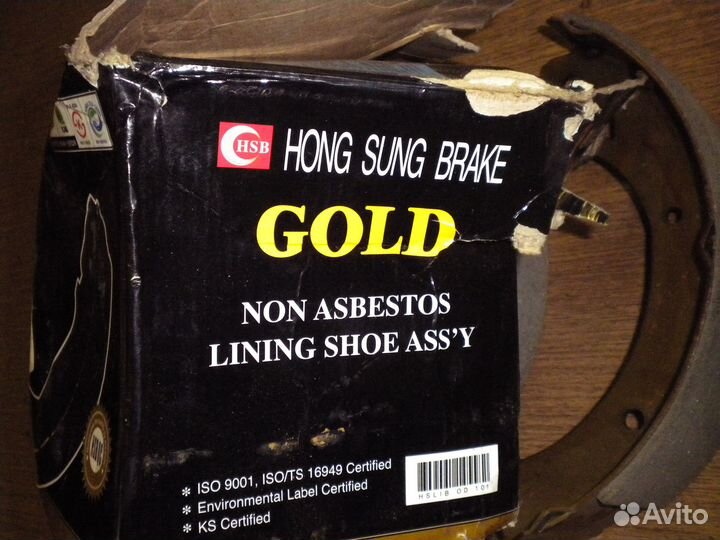 HSB HONG SUNG BRAKE
GOLD
NON ASBESTOS
LINING SHOE ASS'Y
* ISO 9001, ISO/TS 16949 Certified
* Environmental Label Certified
* KS Certified
Avito